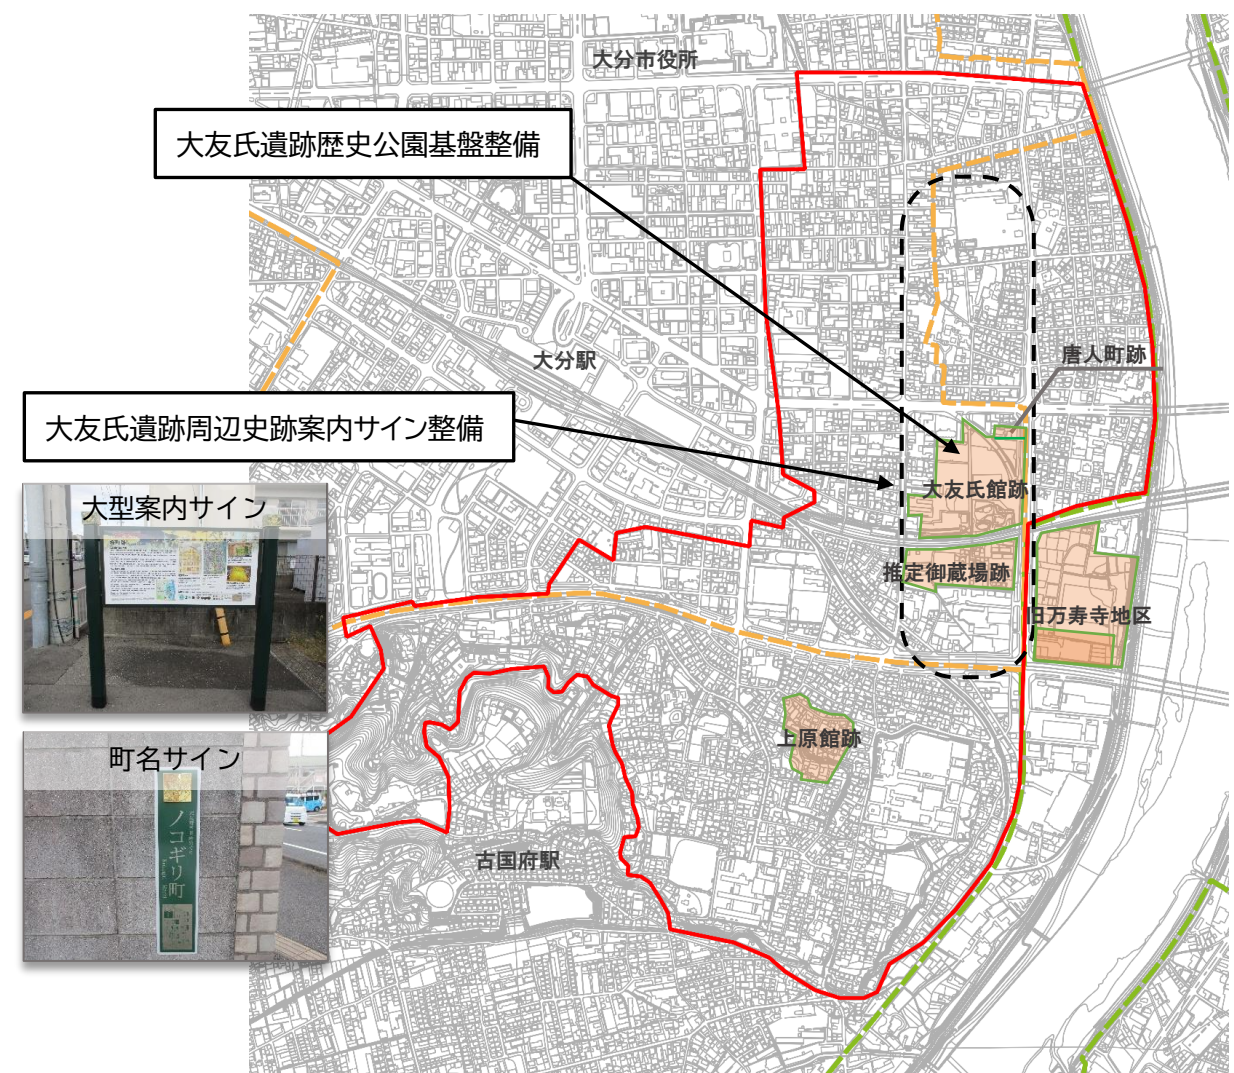 大分市役所
大友氏遺跡歴史公園基盤整備
大分駅
唐人町跡
大友氏遺跡周辺史跡案内サイン整備
大型案内サイン
大友氏館跡
推定御蔵場跡
旧万寿寺地区
町名サイン
ノコギリ町
上原館跡
古国府駅